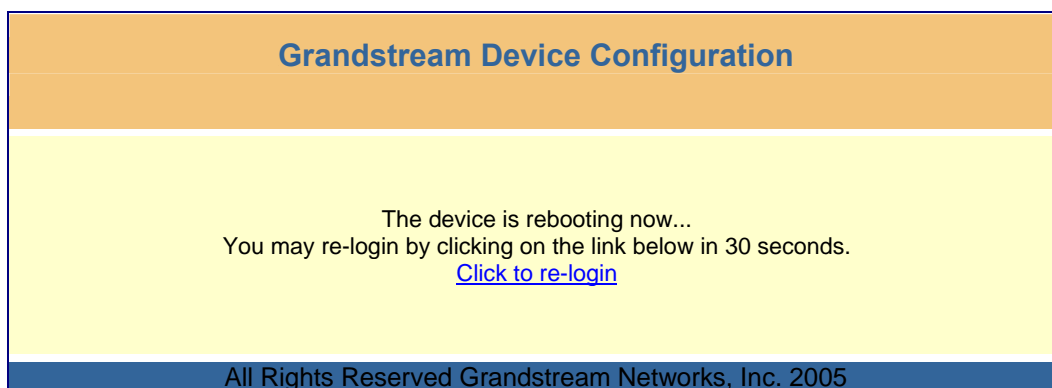 Grandstream Device Configuration
The device is rebooting now...
You may re-login by clicking on the link below in 30 seconds.
Click to re-login
All Rights Reserved Grandstream Networks, Inc. 2005